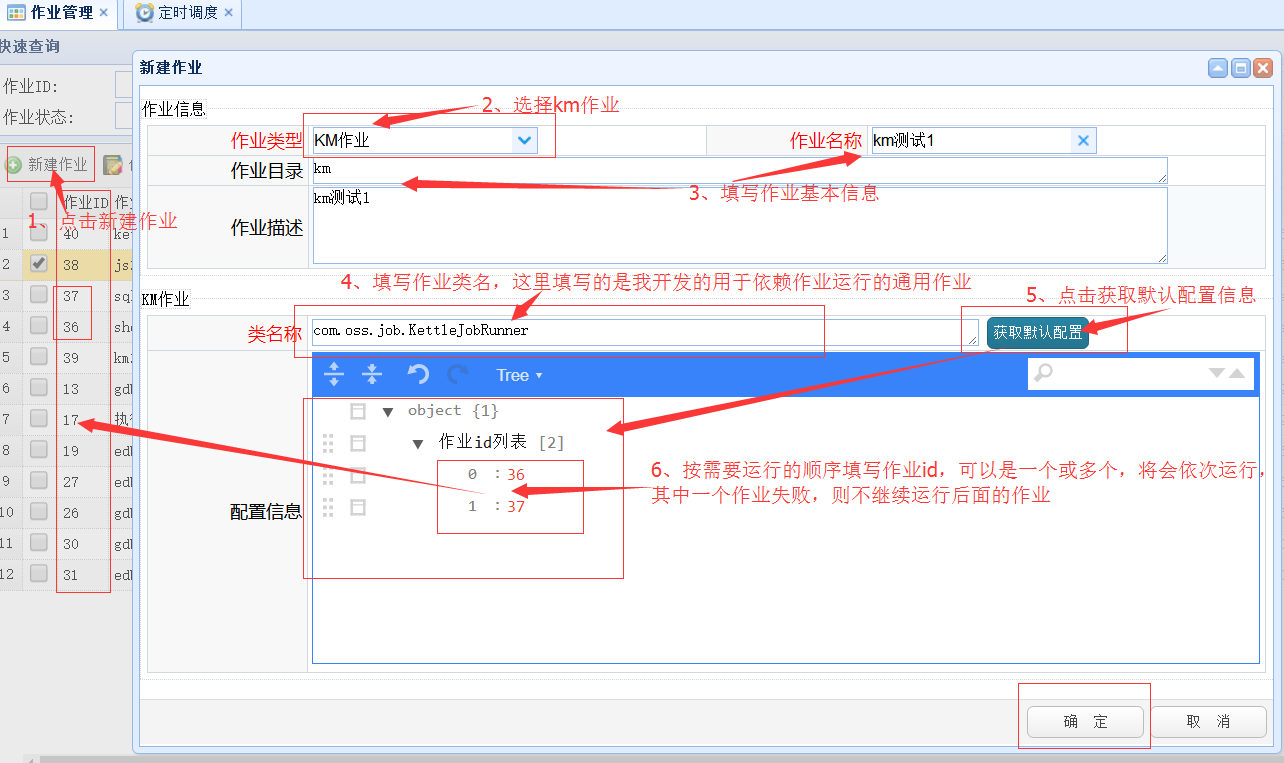 作业管理
定时调度
快速查询
作业ID:
作业状态:
新建作业
作业ID
1 40
2 38
3 37
4 36
5 39
6 13
7 17
8 19
9 27
10 26
11 30
12 31
新建作业
作业信息
作业类型 KM作业 作业名称 km测试1
作业目录 km
作业描述 km测试1
KM作业
类名称 com.oss.job.KettleJobRunner 获取默认配置
Tree
object {1}
作业id列表 [2]
0 : 36
1 : 37
配置信息
确 定 取 消
1、点击新建作业
2、选择km作业
3、填写作业基本信息
4、填写作业类名，这里填写的是我开发的用于依赖作业运行的通用作业
5、点击获取默认配置信息
6、按需要运行的顺序填写作业id，可以是一个或多个，将会依次运行，
其中一个作业失败，则不继续运行后面的作业